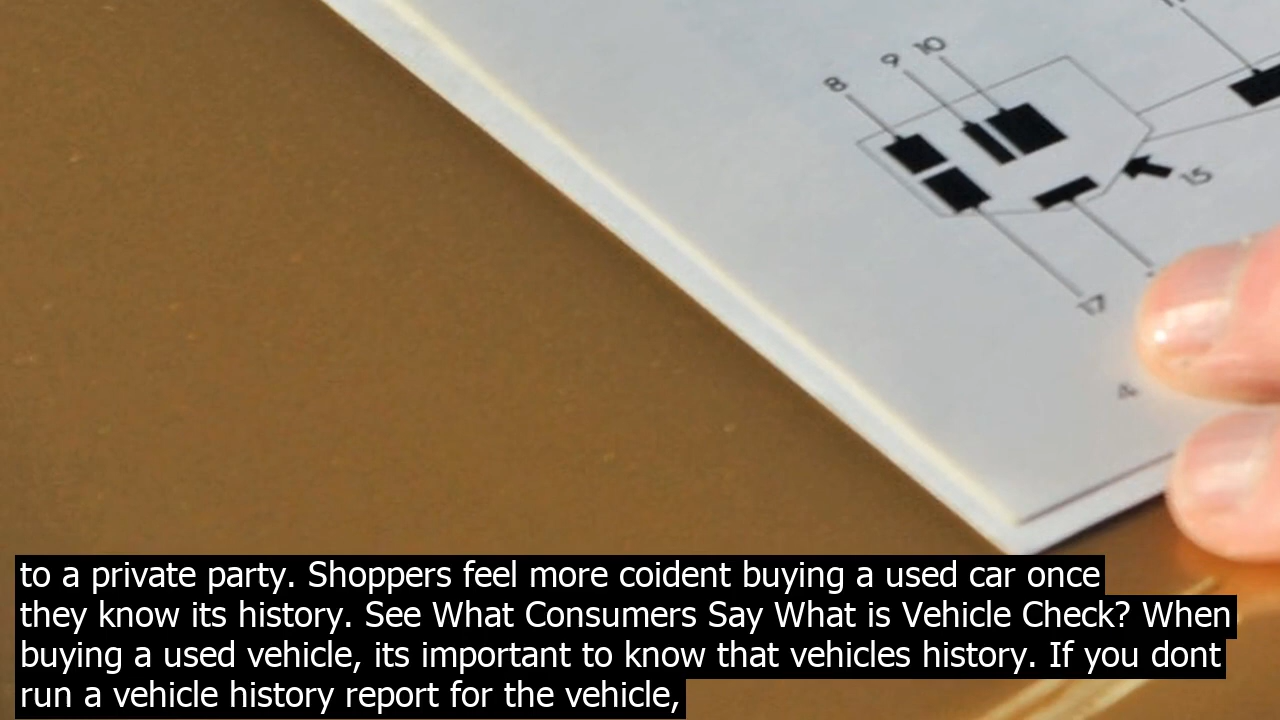 8
9
10
15
17
4
to a private party. Shoppers feel more coident buying a used car once
they know its history. See What Consumers Say What is Vehicle Check? When
buying a used vehicle, its important to know that vehicles history. If you dont
run a vehicle history report for the vehicle,